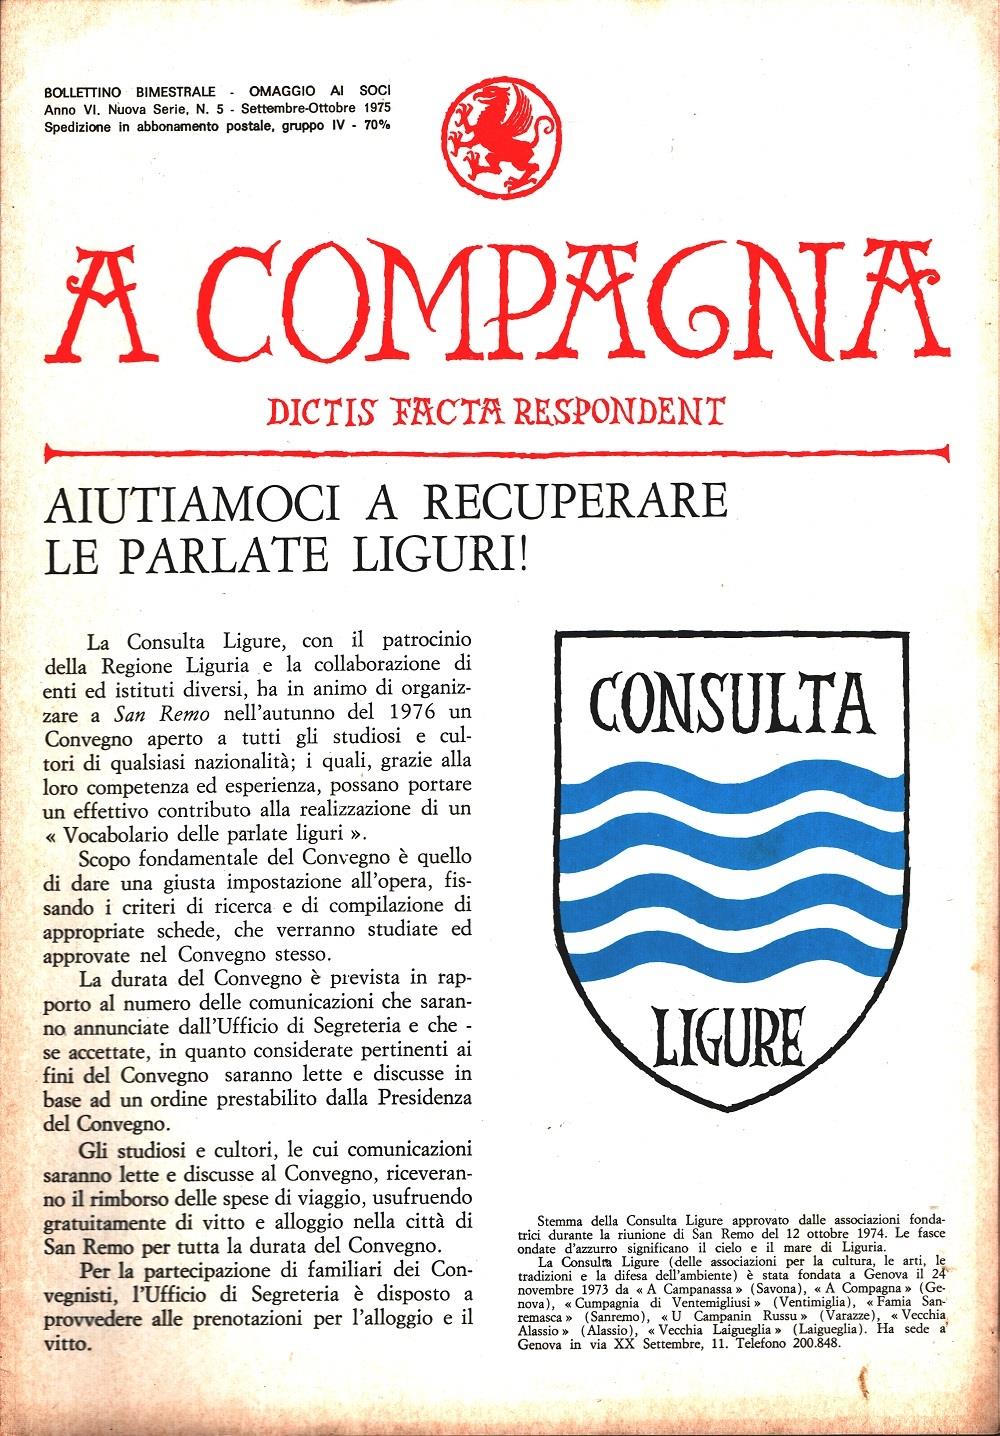 BOLLETTINO BIMESTRALE - OMAGGIO AI SOCI
Anno VI. Nuova Serie, N. 5 - Settembre-Ottobre 1975
Spedizione in abbonamento postale, gruppo IV - 70%
A COMPAGNA
DICTIS FACTA RESPONDENT
AIUTIAMOCI A RECUPERARE
LE PARLATE LIGURI!
La Consulta Ligure, con il patrocinio
della Regione Liguria e la collaborazione di
enti ed istituti diversi, ha in animo di organiz-
zare a San Remo nell'autunno del 1976 un
Convegno aperto a tutti gli studiosi e cul-
tori di qualsiasi nazionalità; i quali, grazie alla
loro competenza ed esperienza, possano portare
un effettivo contributo alla realizzazione di un
« Vocabolario delle parlate liguri ».
Scopo fondamentale del Convegno è quello
di dare una giusta impostazione all'opera, fis-
sando i criteri di ricerca e di compilazione di
appropriate schede, che verranno studiate ed
approvate nel Convegno stesso.
La durata del Convegno è prevista in rap-
porto al numero delle comunicazioni che saran-
no annunciate dall'Ufficio di Segreteria e che -
se accettate, in quanto considerate pertinenti ai
fini del Convegno saranno lette e discusse in
base ad un ordine prestabilito dalla Presidenza
del Convegno.
Gli studiosi e cultori, le cui comunicazioni
saranno lette e discusse al Convegno, riceveran-
no il rimborso delle spese di viaggio, usufruendo
gratuitamente di vitto e alloggio nella città di
San Remo per tutta la durata del Convegno.
Per la partecipazione di familiari dei Con-
vegnisti, l'Ufficio di Segreteria è disposto a
provvedere alle prenotazioni per l'alloggio e il
vitto.
CONSULTA
LIGURE
Stemma della Consulta Ligure approvato dalle associazioni fonda-
trici durante la riunione di San Remo del 12 ottobre 1974. Le fasce
ondate d'azzurro significano il cielo e il mare di Liguria.
La Consulta Ligure (delle associazioni per la cultura, le arti, le
tradizioni e la difesa dell'ambiente) è stata fondata a Genova il 24
novembre 1973 da « A Campanassa » (Savona), « A Compagna » (Ge-
nova), « Cumpagnia di Ventemigliusi » (Ventimiglia), « Famia San-
remasca » (Sanremo), « U Campanin Russu » (Varazze), « Vecchia
Alassio » (Alassio), « Vecchia Laigueglia » (Laigueglia). Ha sede a
Genova in via XX Settembre, 11. Telefono 200.848.